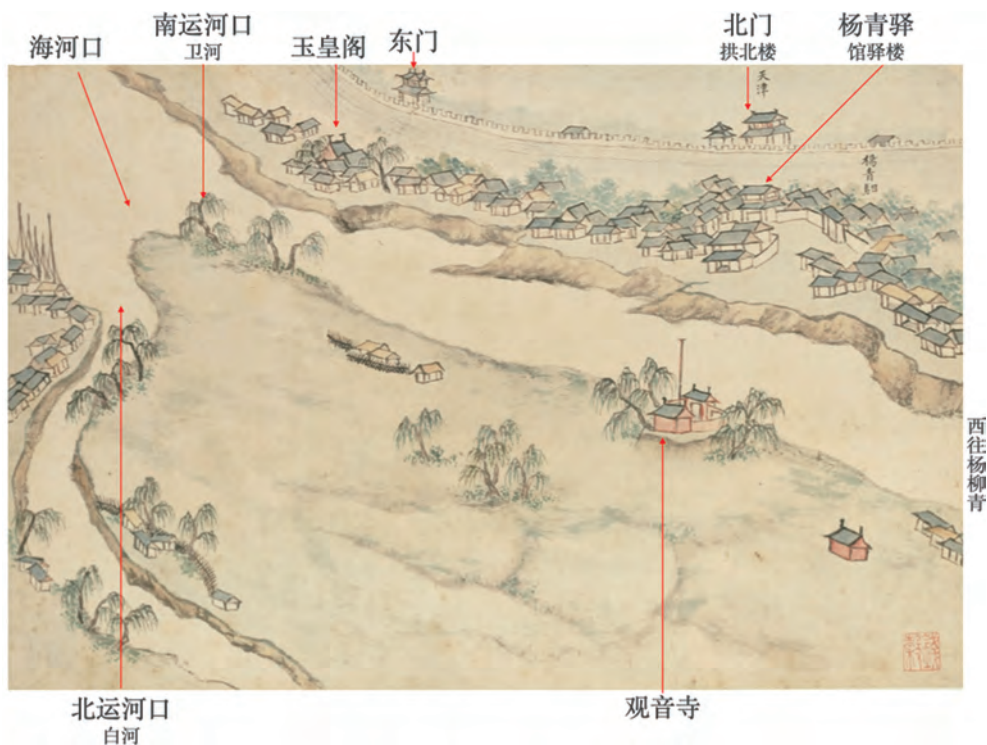 海河口
南运河口
卫河
玉皇阁
东门
北门
拱北楼
杨青驿
馆驿楼
天津
杨青驲
西往杨柳青
北运河口
白河
观音寺